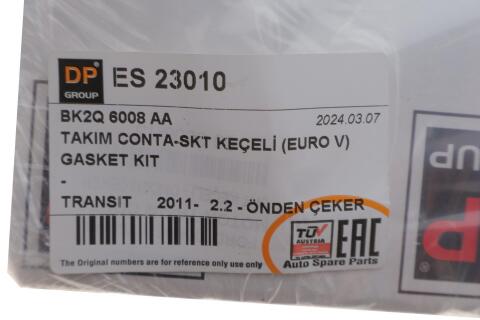 DP
GROUP
ES 23010
BK2Q 6008 AA
2024.03.07
TAKIM CONTA-SKT KEÇELİ (EURO V)
GASKET KIT
-
TRANSIT 2011- 2.2 - ÖNDEN ÇEKER
TÜV
AUSTRIA
EAC
Auto Spare Parts
The Original numbers are for reference only use only
UP
P
®